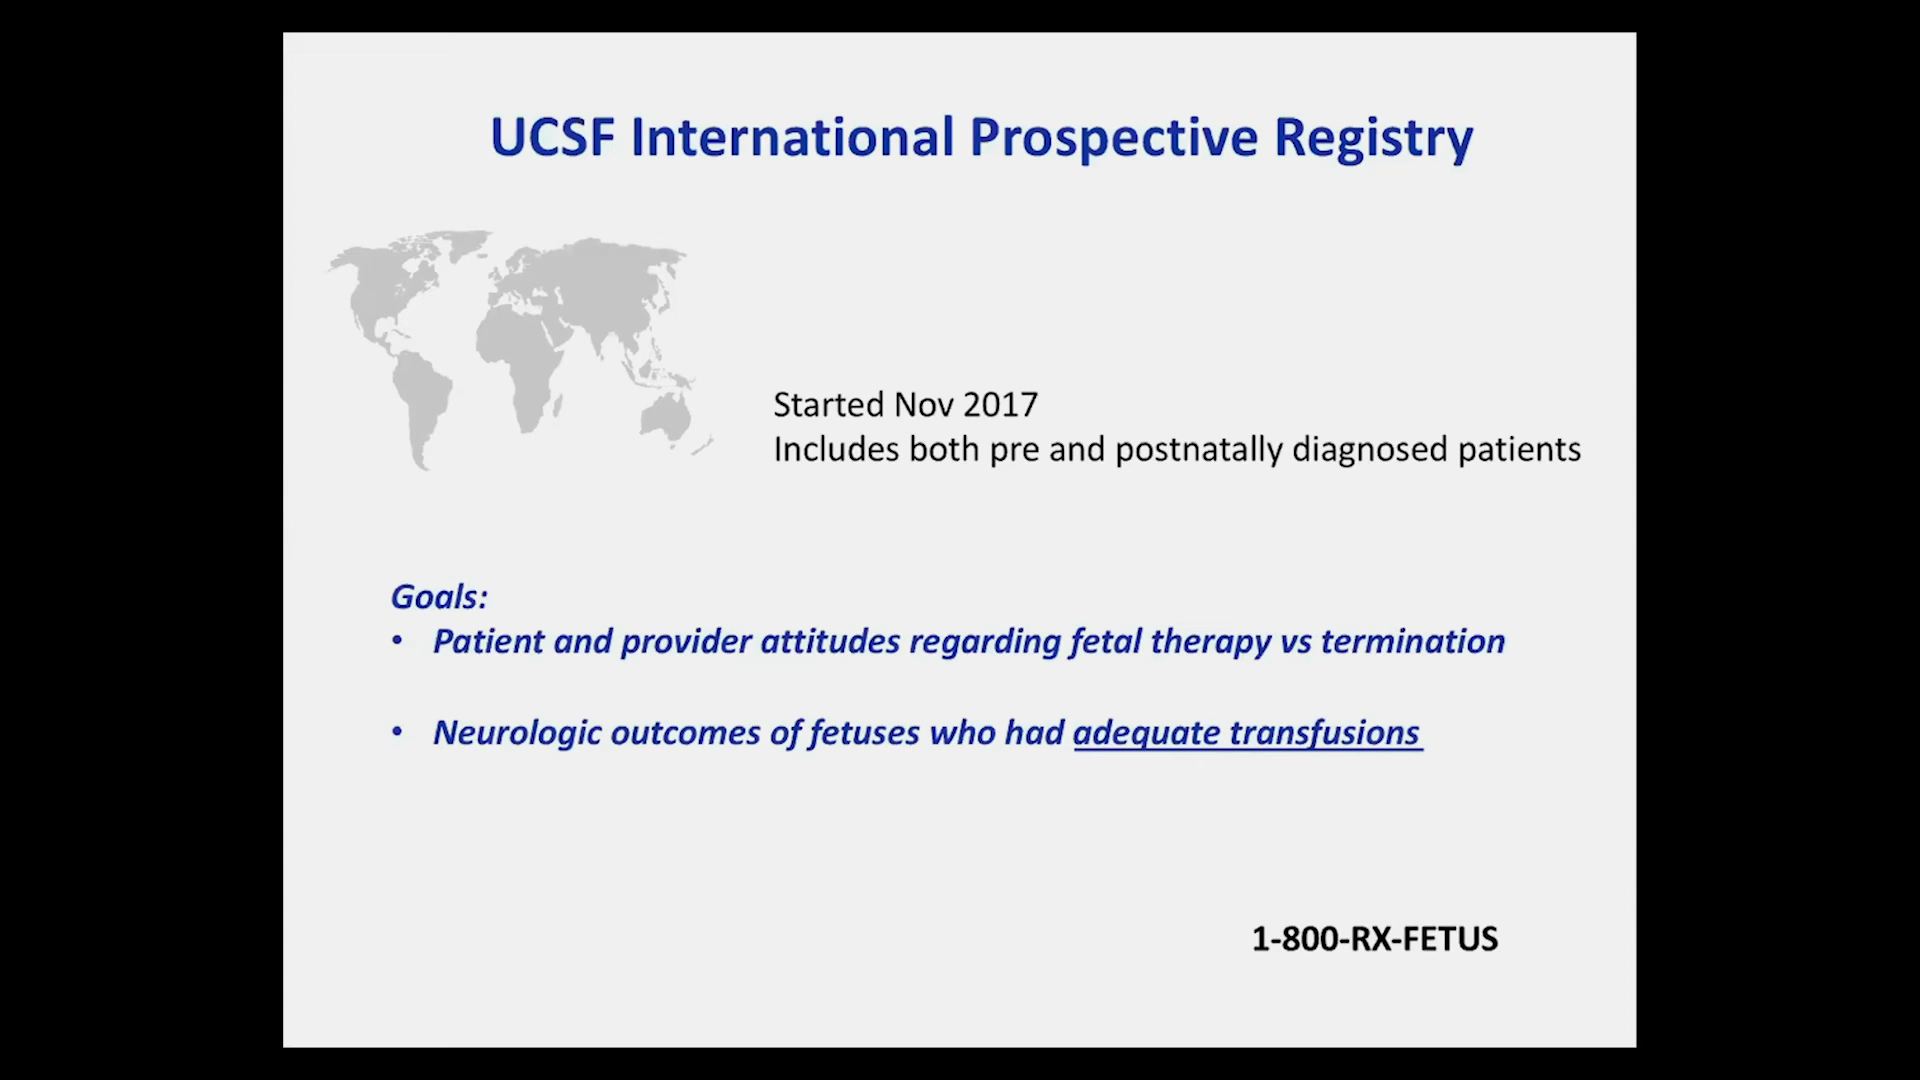 UCSF International Prospective Registry
Started Nov 2017
Includes both pre and postnatally diagnosed patients
Goals:
• Patient and provider attitudes regarding fetal therapy vs termination
• Neurologic outcomes of fetuses who had adequate transfusions
1-800-RX-FETUS